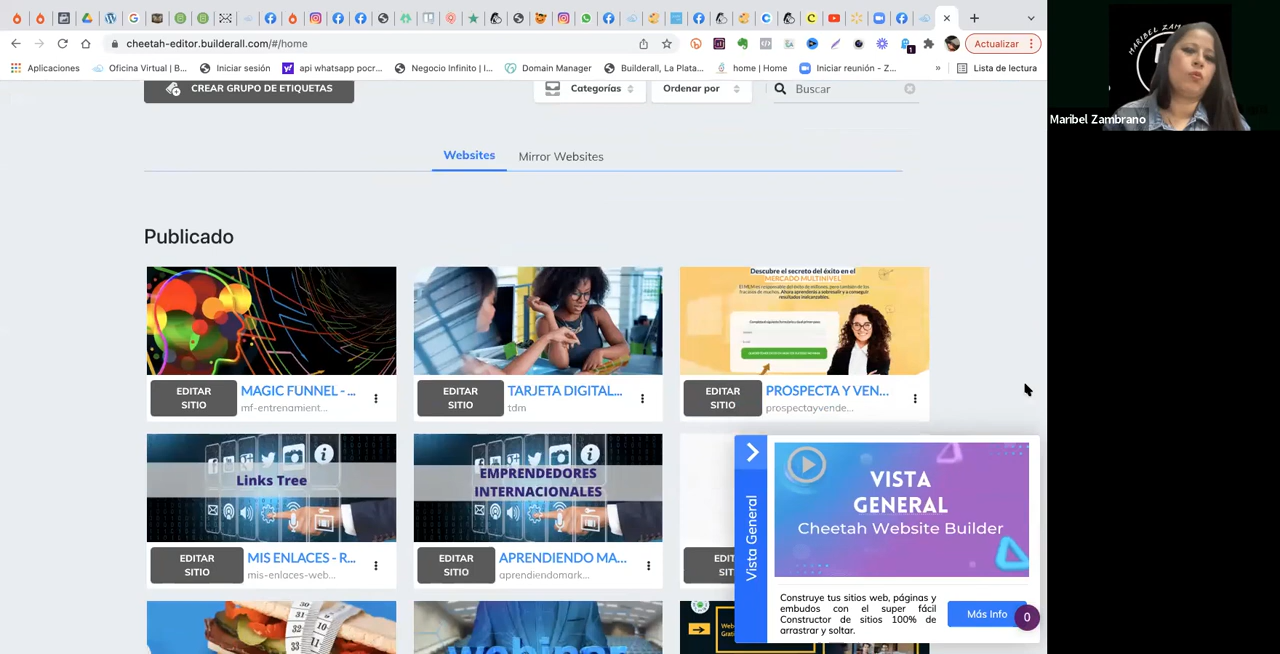 cheetah-editor.builderall.com/#/home
Actualizar
Aplicaciones
Oficina Virtual | B...
Iniciar sesión
api whatsapp pocr...
Negocio Infinito | I...
Domain Manager
Builderall, La Plata...
home | Home
Iniciar reunión - Z...
»
Lista de lectura
MARIBEL
Maribel Zambrano
CREAR GRUPO DE ETIQUETAS
Categorías
Ordenar por
Buscar
Websites
Mirror Websites
Publicado
Descubre el secreto del éxito en el
MERCADO MULTINIVEL
EDITAR
SITIO
MAGIC FUNNEL - ...
mf-entrenamient...
EDITAR
SITIO
TARJETA DIGITAL...
tdm
EDITAR
SITIO
PROSPECTA Y VEN...
prospectayvende...
Links Tree
EMPRENDEDORES
INTERNACIONALES
EDITAR
SITIO
MIS ENLACES - R...
mis-enlaces-web...
EDITAR
SITIO
APRENDIENDO MA...
aprendiendomark...
Vista General
VISTA
GENERAL
Cheetah Website Builder
Construye tus sitios web, páginas y
embudos con el super fácil
Constructor de sitios 100% de
arrastrar y soltar.
Más Info
0
webinar